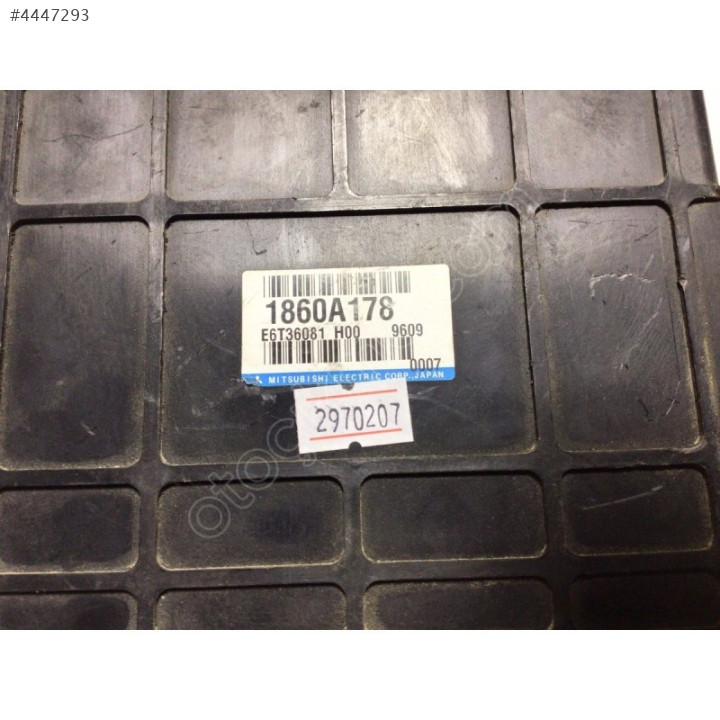 #4447293
1860A178
E6T36081 H00 9609
0007
MITSUBISHI ELECTRIC CORP., JAPAN
2970207